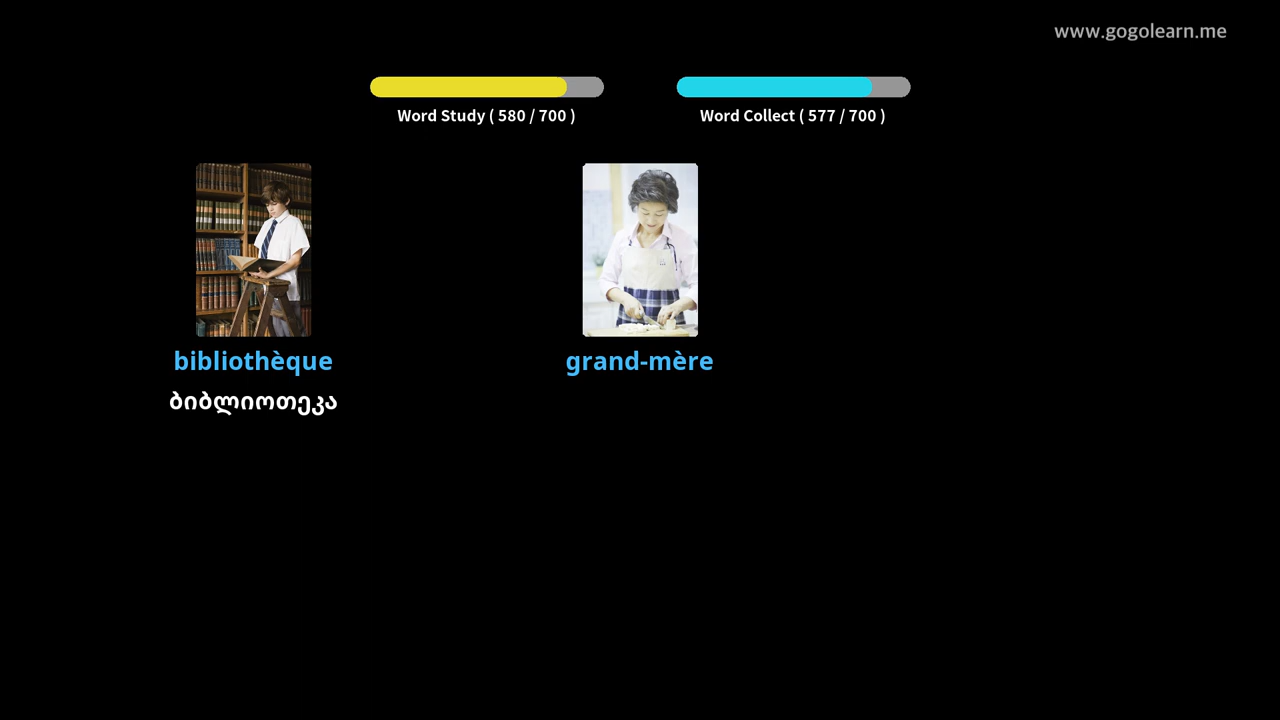 www.gogolearn.me
Word Study ( 580 / 700 )
Word Collect ( 577 / 700 )
bibliothèque
grand-mère
ბიბლიოთეკა